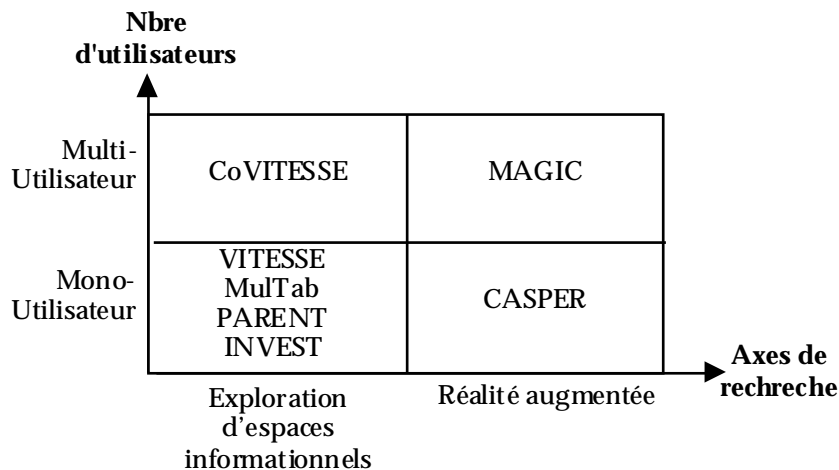 Nbre
d'utilisateurs
Multi-
Utilisateur
CoVITESSE
MAGIC
Mono-
Utilisateur
VITESSE
MulTab
PARENT
INVEST
CASPER
Axes de
rechreche
Exploration
d'espaces
informationnels
Réalité augmentée